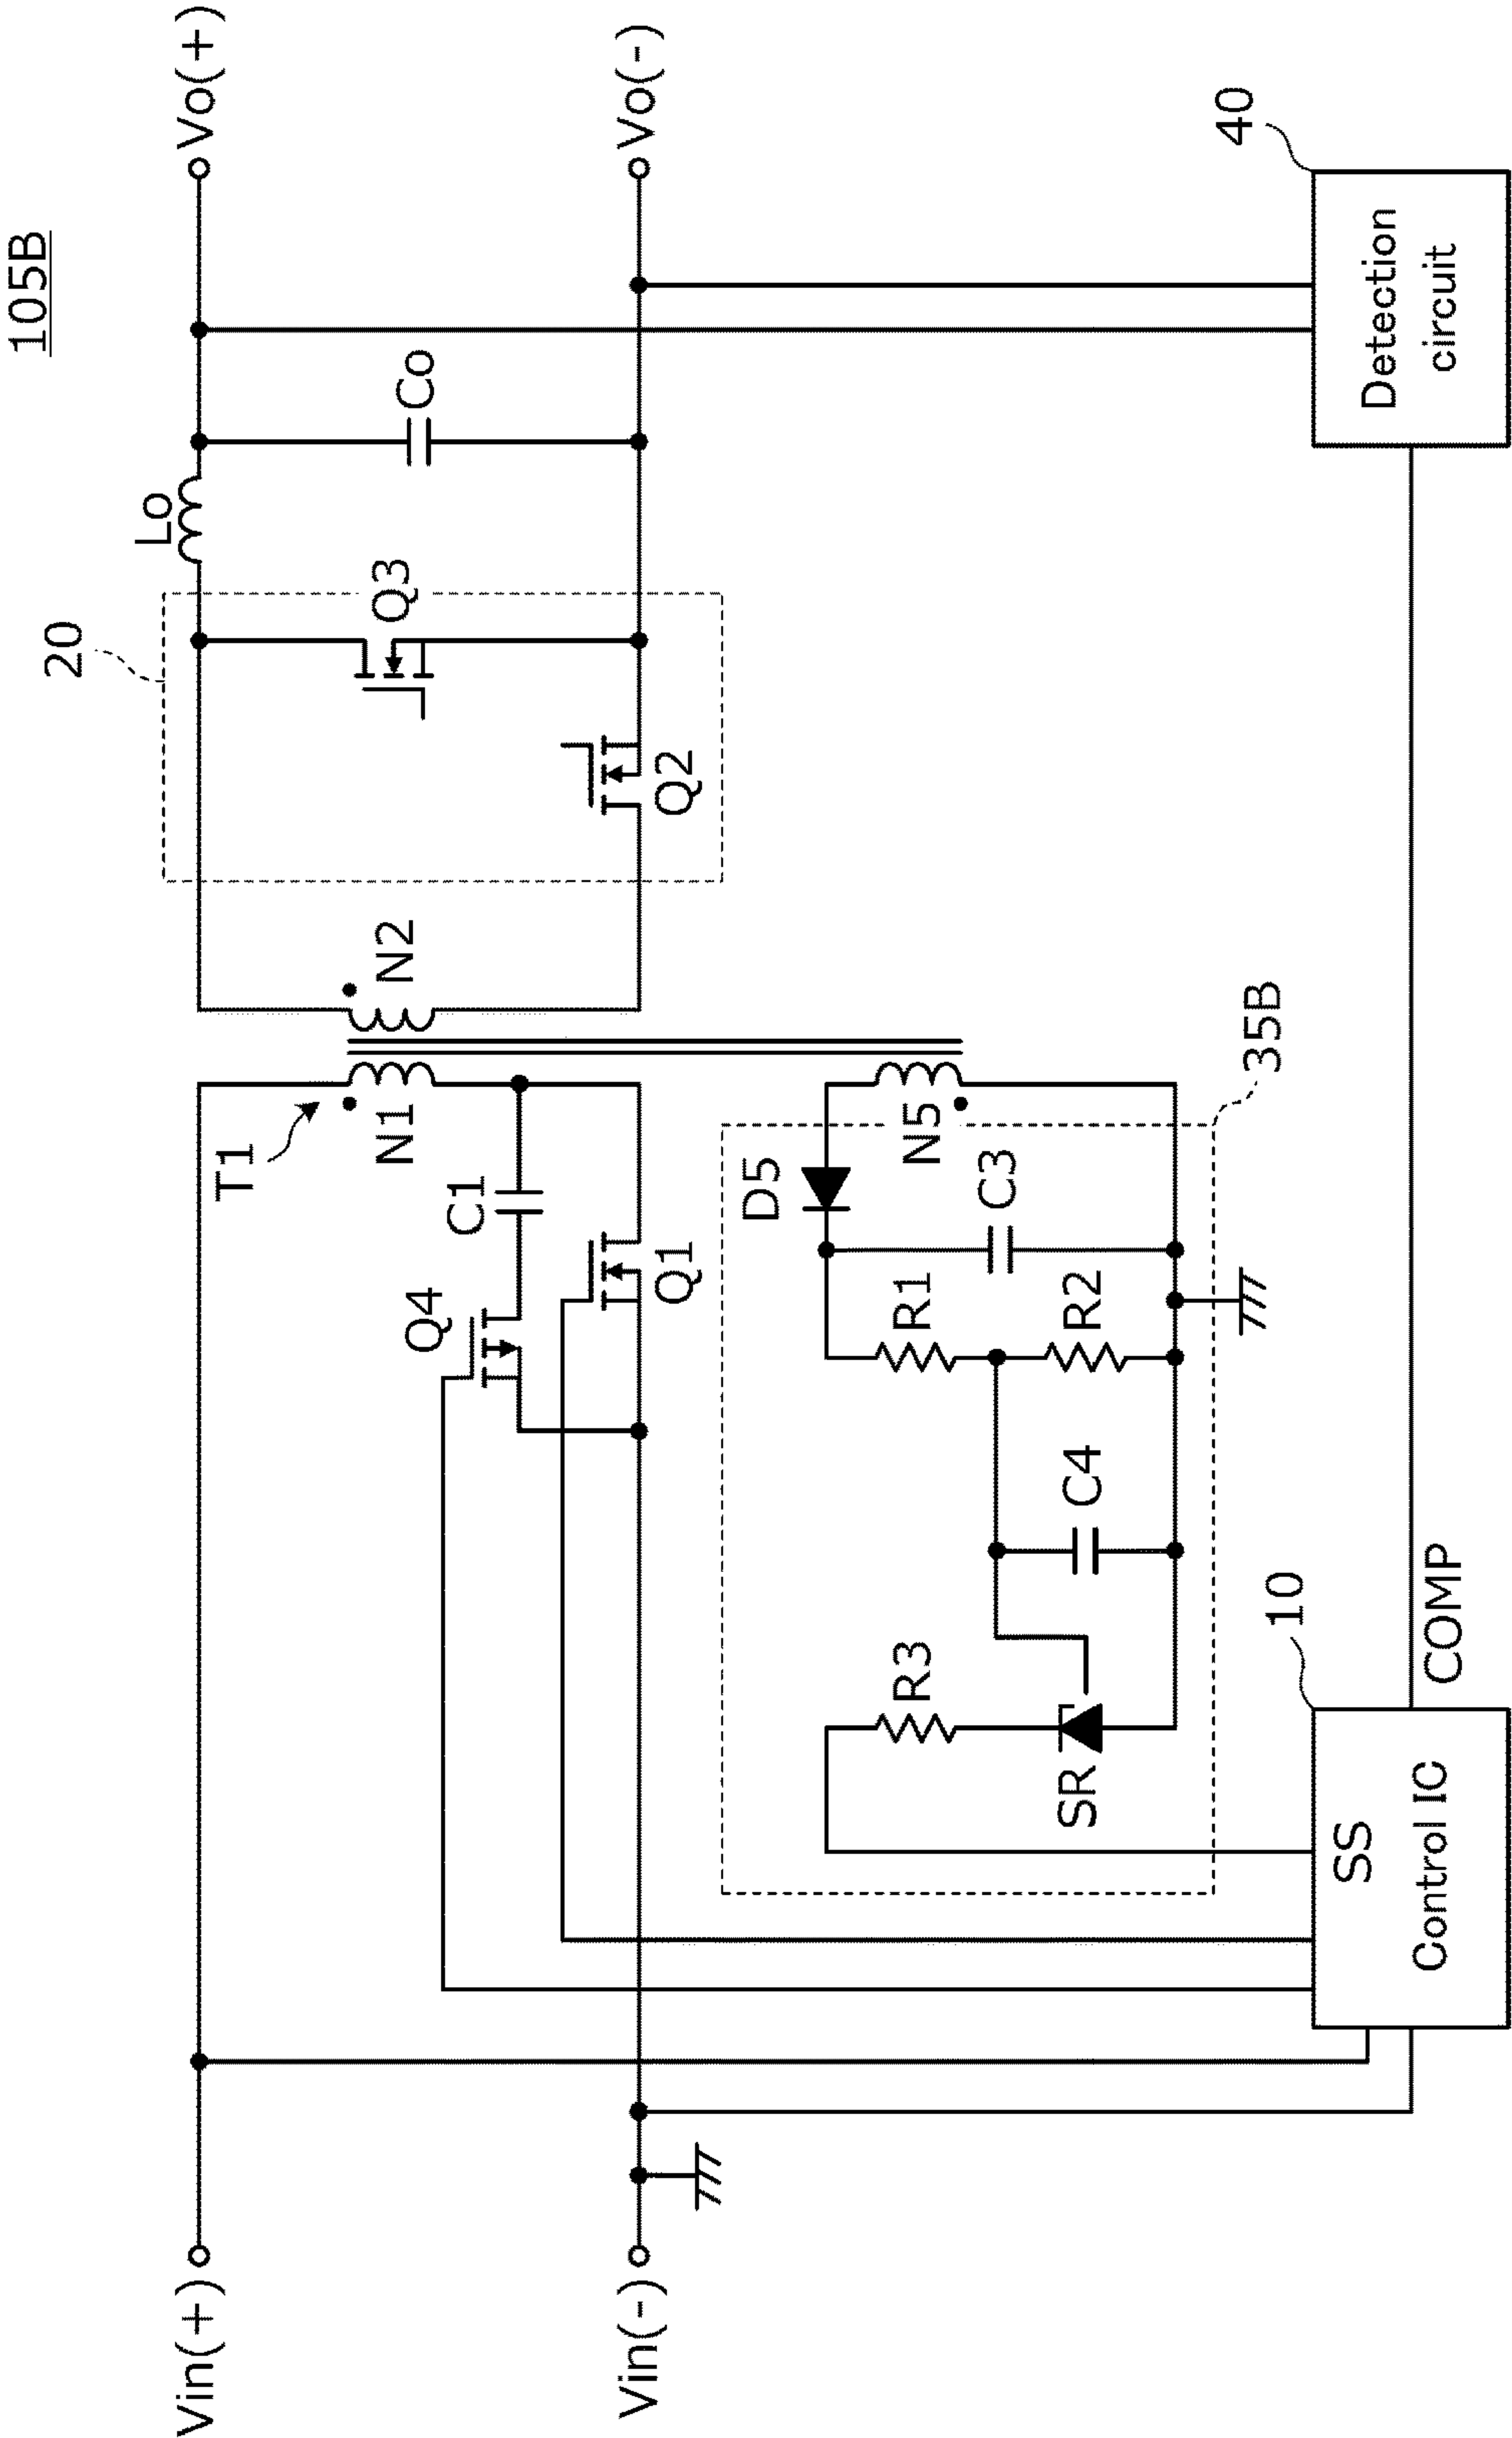 105B
20
Vin(+)
Vin(-)
Vo(+)
Vo(-)
T1
N1
N2
Lo
Co
Q3
Q2
C1
Q4
Q1
D5
N5
35B
R1
C3
R2
R3
C4
SR
10
SS
Control IC
COMP
40
Detection
circuit